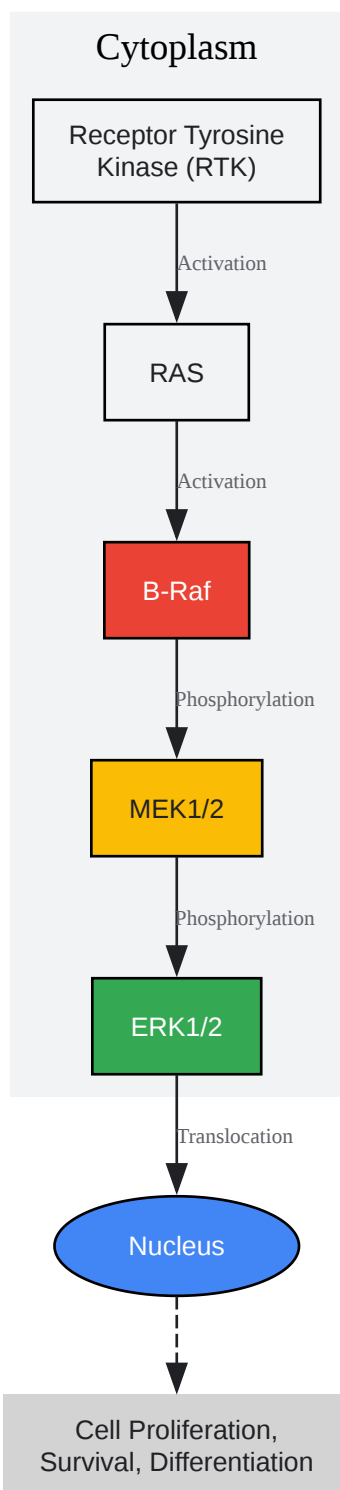 Cytoplasm
Receptor Tyrosine
Kinase (RTK)
Activation
RAS
Activation
B-Raf
Phosphorylation
MEK1/2
Phosphorylation
ERK1/2
Translocation
Nucleus
Cell Proliferation,
Survival, Differentiation